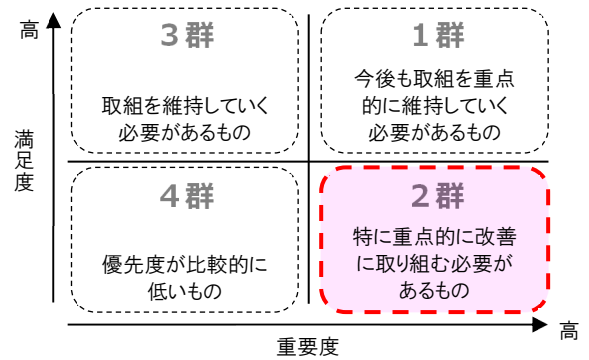 高
満足度
3群
取組を維持していく
必要があるもの
1群
今後も取組を重点
的に維持していく
必要があるもの
4群
優先度が比較的に
低いもの
2群
特に重点的に改善
に取り組む必要が
あるもの
重要度
高